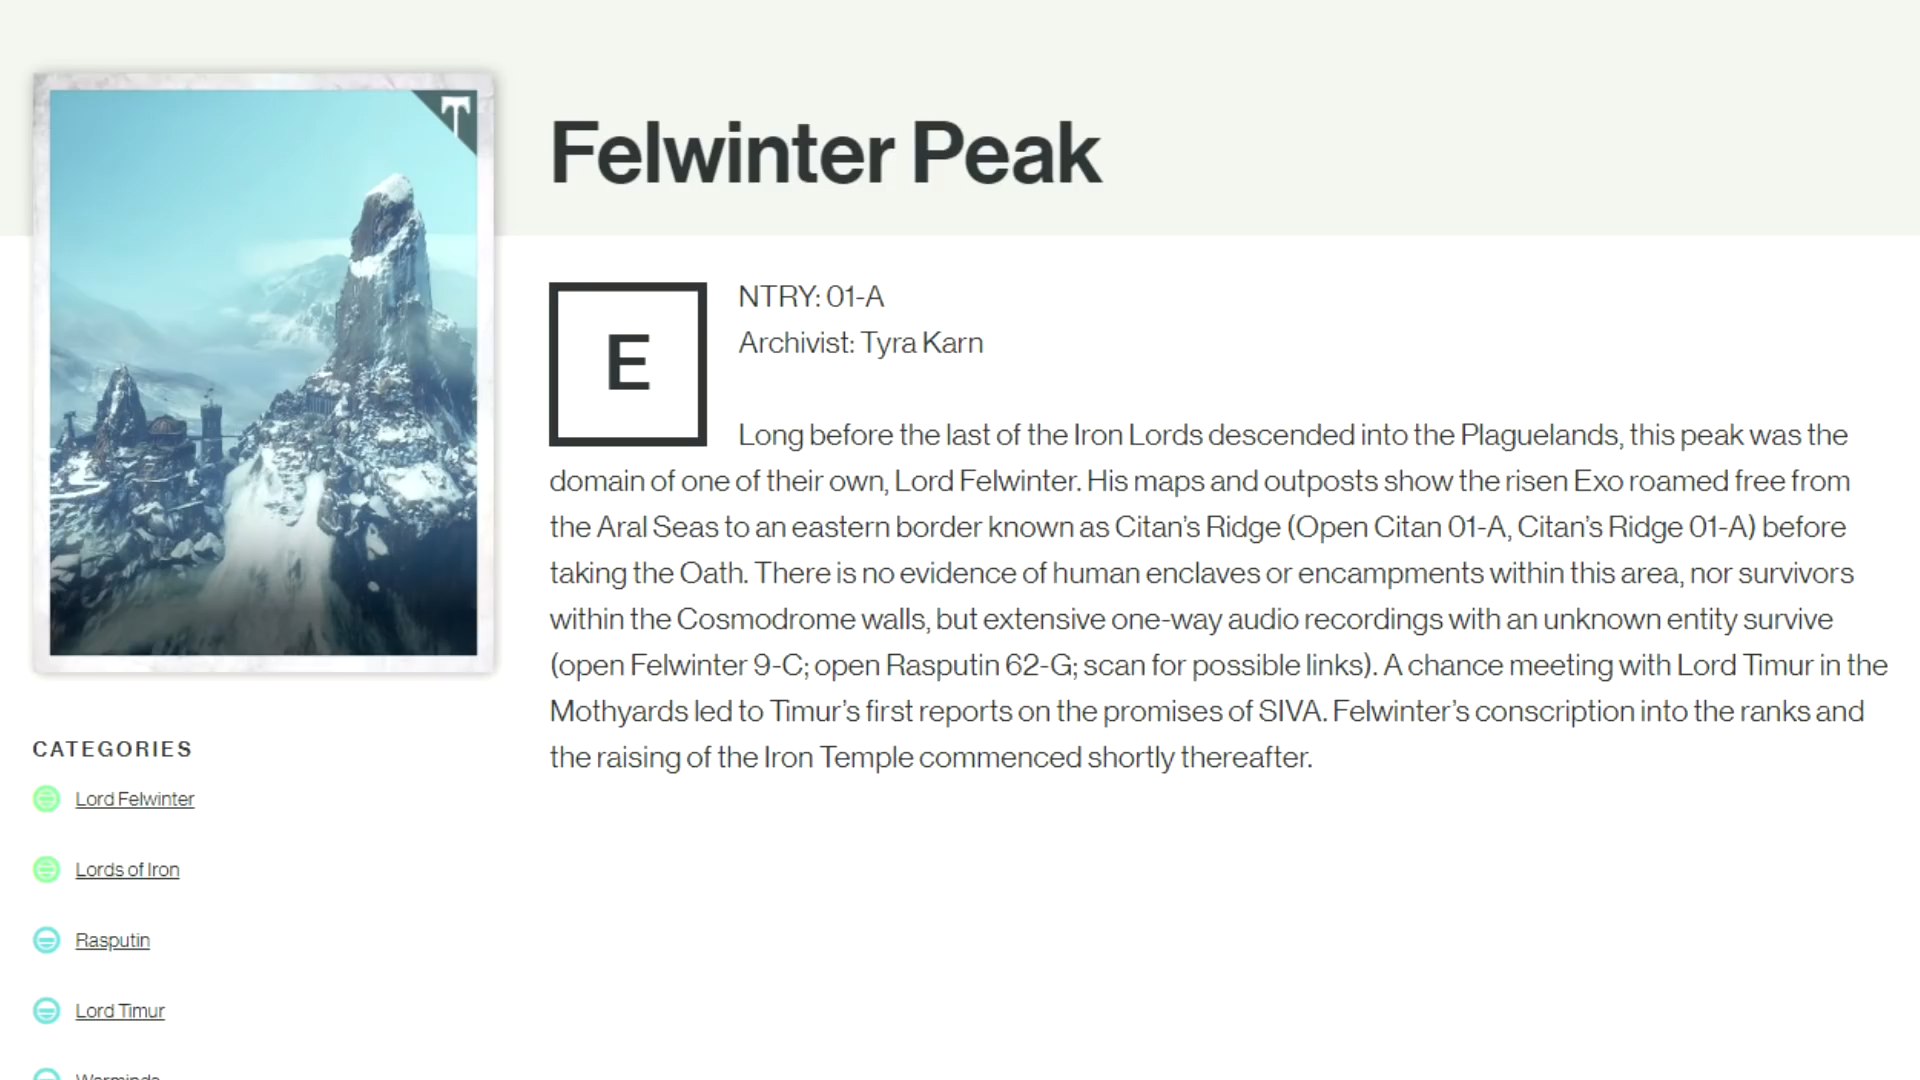 Felwinter Peak
ENTRY: 01-A
Archivist: Tyra Karn
Long before the last of the Iron Lords descended into the Plaguelands, this peak was the
domain of one of their own, Lord Felwinter. His maps and outposts show the risen Exo roamed free from
the Aral Seas to an eastern border known as Citan’s Ridge (Open Citan 01-A, Citan’s Ridge 01-A) before
taking the Oath. There is no evidence of human enclaves or encampments within this area, nor survivors
within the Cosmodrome walls, but extensive one-way audio recordings with an unknown entity survive
(open Felwinter 9-C; open Rasputin 62-G; scan for possible links). A chance meeting with Lord Timur in the
Mothyards led to Timur’s first reports on the promises of SIVA. Felwinter’s conscription into the ranks and
the raising of the Iron Temple commenced shortly thereafter.
CATEGORIES
Lord Felwinter
Lords of Iron
Rasputin
Lord Timur